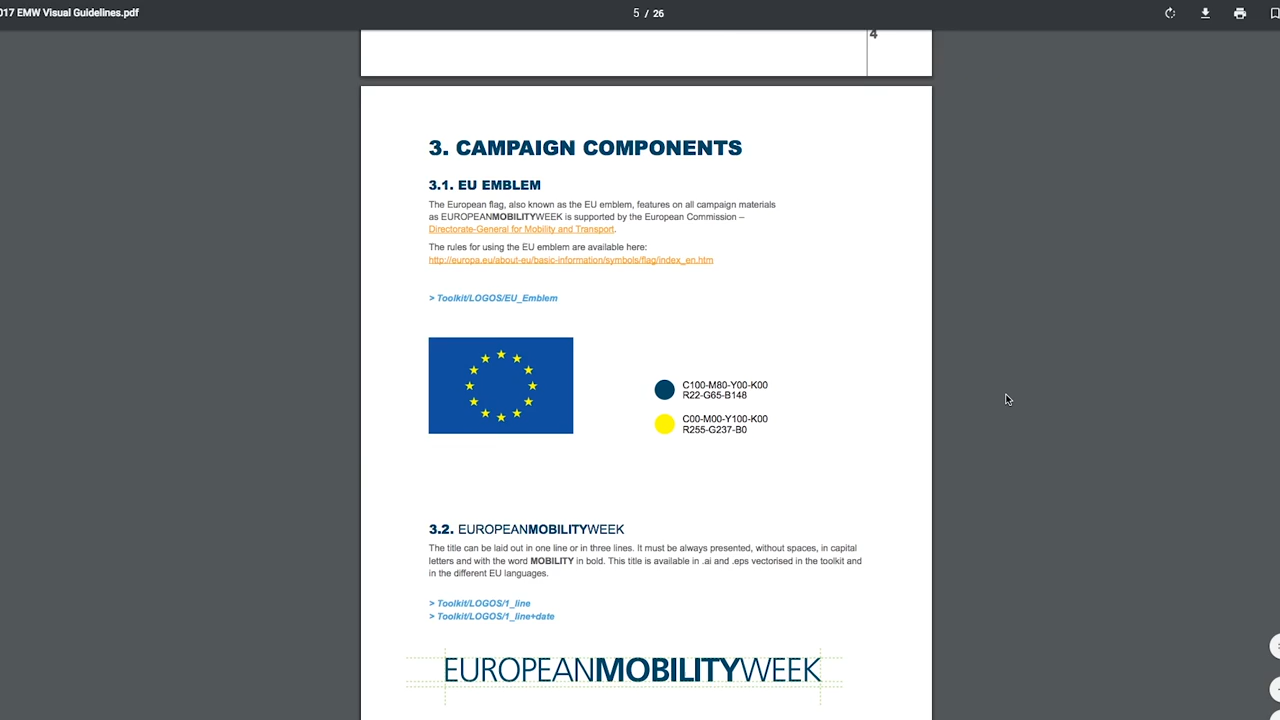 017 EMW Visual Guidelines.pdf
5 / 26
4
3. CAMPAIGN COMPONENTS
3.1. EU EMBLEM
The European flag, also known as the EU emblem, features on all campaign materials
as EUROPEANMOBILITYWEEK is supported by the European Commission –
Directorate-General for Mobility and Transport.
The rules for using the EU emblem are available here:
http://europa.eu/about-eu/basic-information/symbols/flag/index_en.htm
> Toolkit/LOGOS/EU_Emblem
C100-M80-Y00-K00
R22-G65-B148
C00-M00-Y100-K00
R255-G237-B0
3.2. EUROPEANMOBILITYWEEK
The title can be laid out in one line or in three lines. It must be always presented, without spaces, in capital
letters and with the word MOBILITY in bold. This title is available in .ai and .eps vectorised in the toolkit and
in the different EU languages.
> Toolkit/LOGOS/1_line
> Toolkit/LOGOS/1_line+date
EUROPEANMOBILITYWEEK